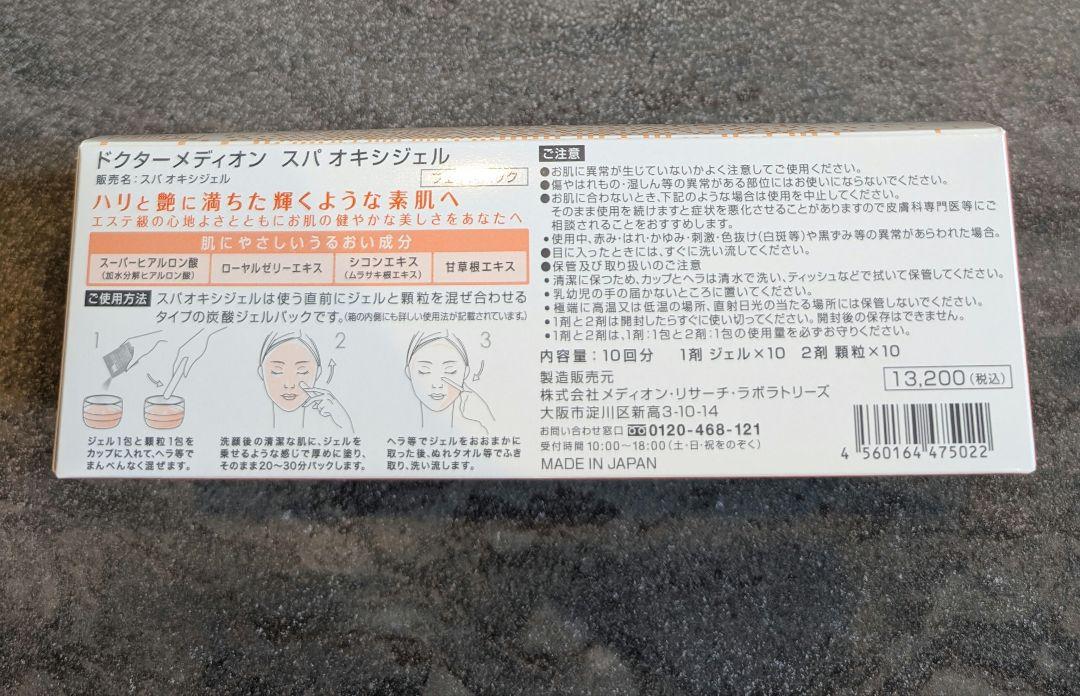 ドクターメディオン スパ オキシジェル
販売名:スパ オキシジェル
ハリと艶に満ちた輝くような素肌へ
エステ級の心地よさとともにお肌の健やかな美しさをあなたへ
肌にやさしいうるおい成分
スーパーヒアルロン酸
(加水分解ヒアルロン酸)
ローヤルゼリーエキス
シコンエキス
(ムラサキ根エキス)
甘草根エキス
ご使用方法 スパオキシジェルは使う直前にジェルと顆粒を混ぜ合わせる
タイプの炭酸ジェルパックです。(箱の内側にも詳しい使用法が記載されています。)
1
ジェル1包と顆粒1包を
カップに入れて、ヘラ等で
まんべんなく混ぜます。
2
洗顔後の清潔な肌に、ジェルを
乗せるような感じで厚めに塗り、
そのまま20〜30分パックします。
3
ヘラ等でジェルをおおまかに
取った後、ぬれタオル等でふき
取り、洗い流します。
ご注意
●お肌に異常が生じていないかよく注意してご使用ください。
●傷やはれもの・湿しん等の異常がある部位にはお使いにならないでください。
●お肌に合わないとき、下記のような場合は使用を中止してください。
そのまま使用を続けますと症状を悪化させることがありますので皮膚科専門医等にご
相談されることをおすすめします。
・使用中、赤み・はれ・かゆみ・刺激・色抜け(白斑等)や黒ずみ等の異常があらわれた場合。
●目に入ったときには、すぐに洗い流してください。
●保管及び取り扱いのご注意
・清潔に保つため、カップとヘラは清水で洗い、ティッシュなどで拭いて保管してください。
・乳幼児の手の届かないところに置いてください。
・極端に高温又は低温の場所、直射日光の当たる場所には保管しないでください。
・1剤と2剤は開封したらすぐに使い切ってください。開封後の保存はできません。
・1剤と2剤は、1剤:1包と2剤:1包の使用量を必ずお守りください。
内容量:10回分 1剤 ジェル×10 2剤 顆粒×10
製造販売元
株式会社メディオン・リサーチ・ラボラトリーズ
大阪市淀川区新高3-10-14
お問い合わせ窓口 0120-468-121
受付時間 10:00〜18:00(土・日・祝をのぞく)
MADE IN JAPAN
13,200(税込)
4 560164 475022